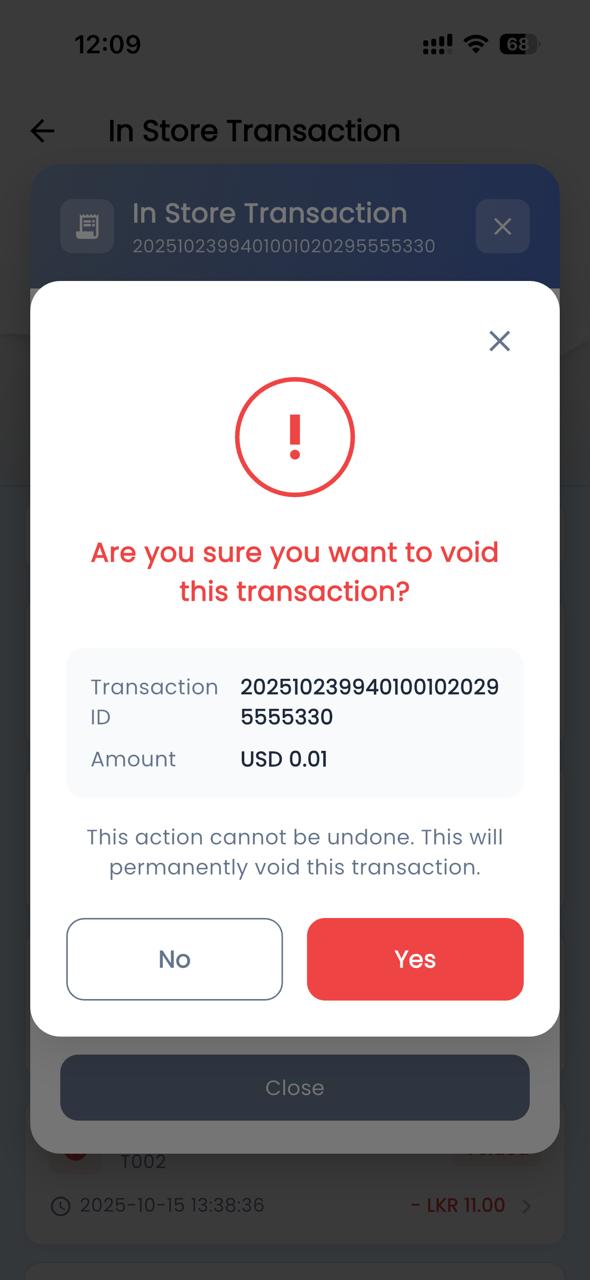 12:09
68
In Store Transaction
In Store Transaction
2025102399401001020295555330
Are you sure you want to void
this transaction?
Transaction
ID
202510239940100102029
5555330
Amount
USD 0.01
This action cannot be undone. This will
permanently void this transaction.
No
Yes
Close
T002
2025-10-15 13:38:36
- LKR 11.00